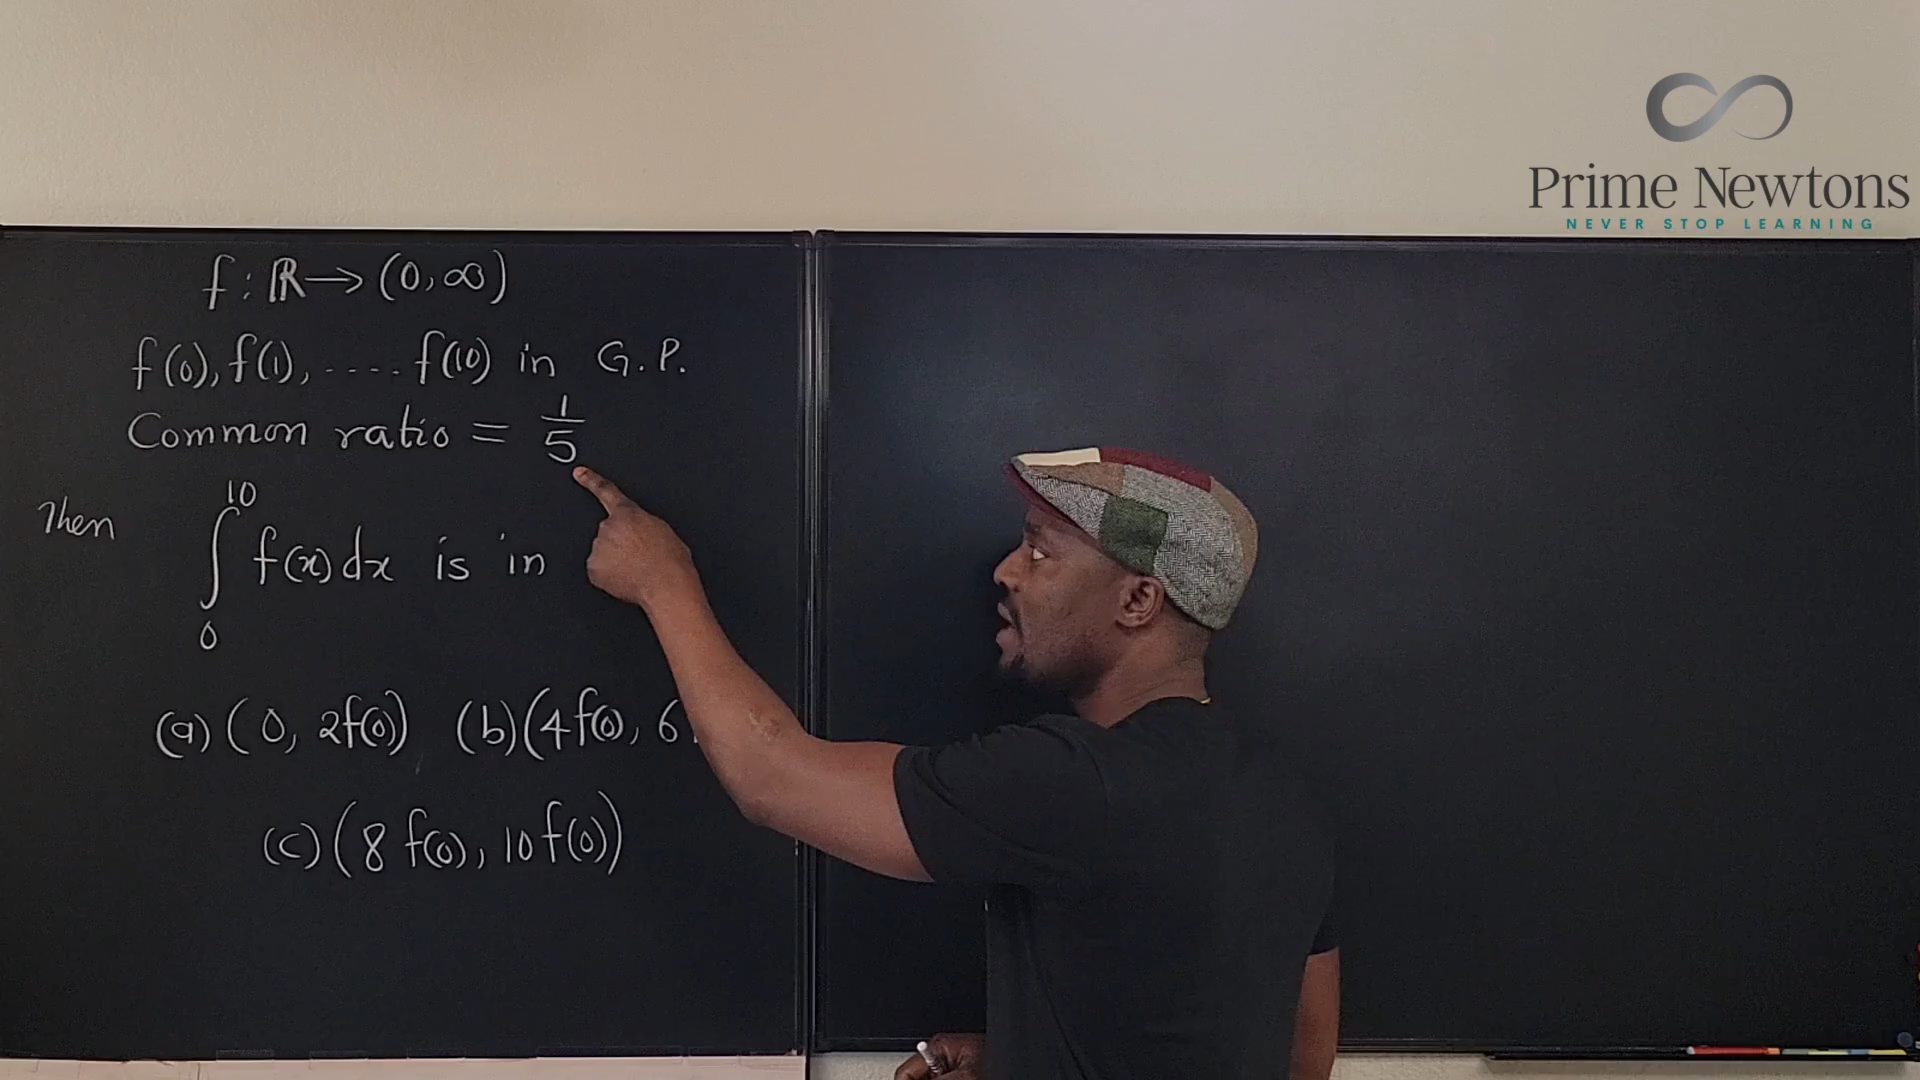 Prime Newtons
NEVER STOP LEARNING
f : ℝ → (0, ∞)
f(0), f(1), .... f(10) in G.P.
Common ratio = 1/5
Then ∫₀¹⁰ f(x) dx is in
(a) (0, 2f(0)) (b) (4f(0), 6
(c) (8 f(0), 10 f(0))